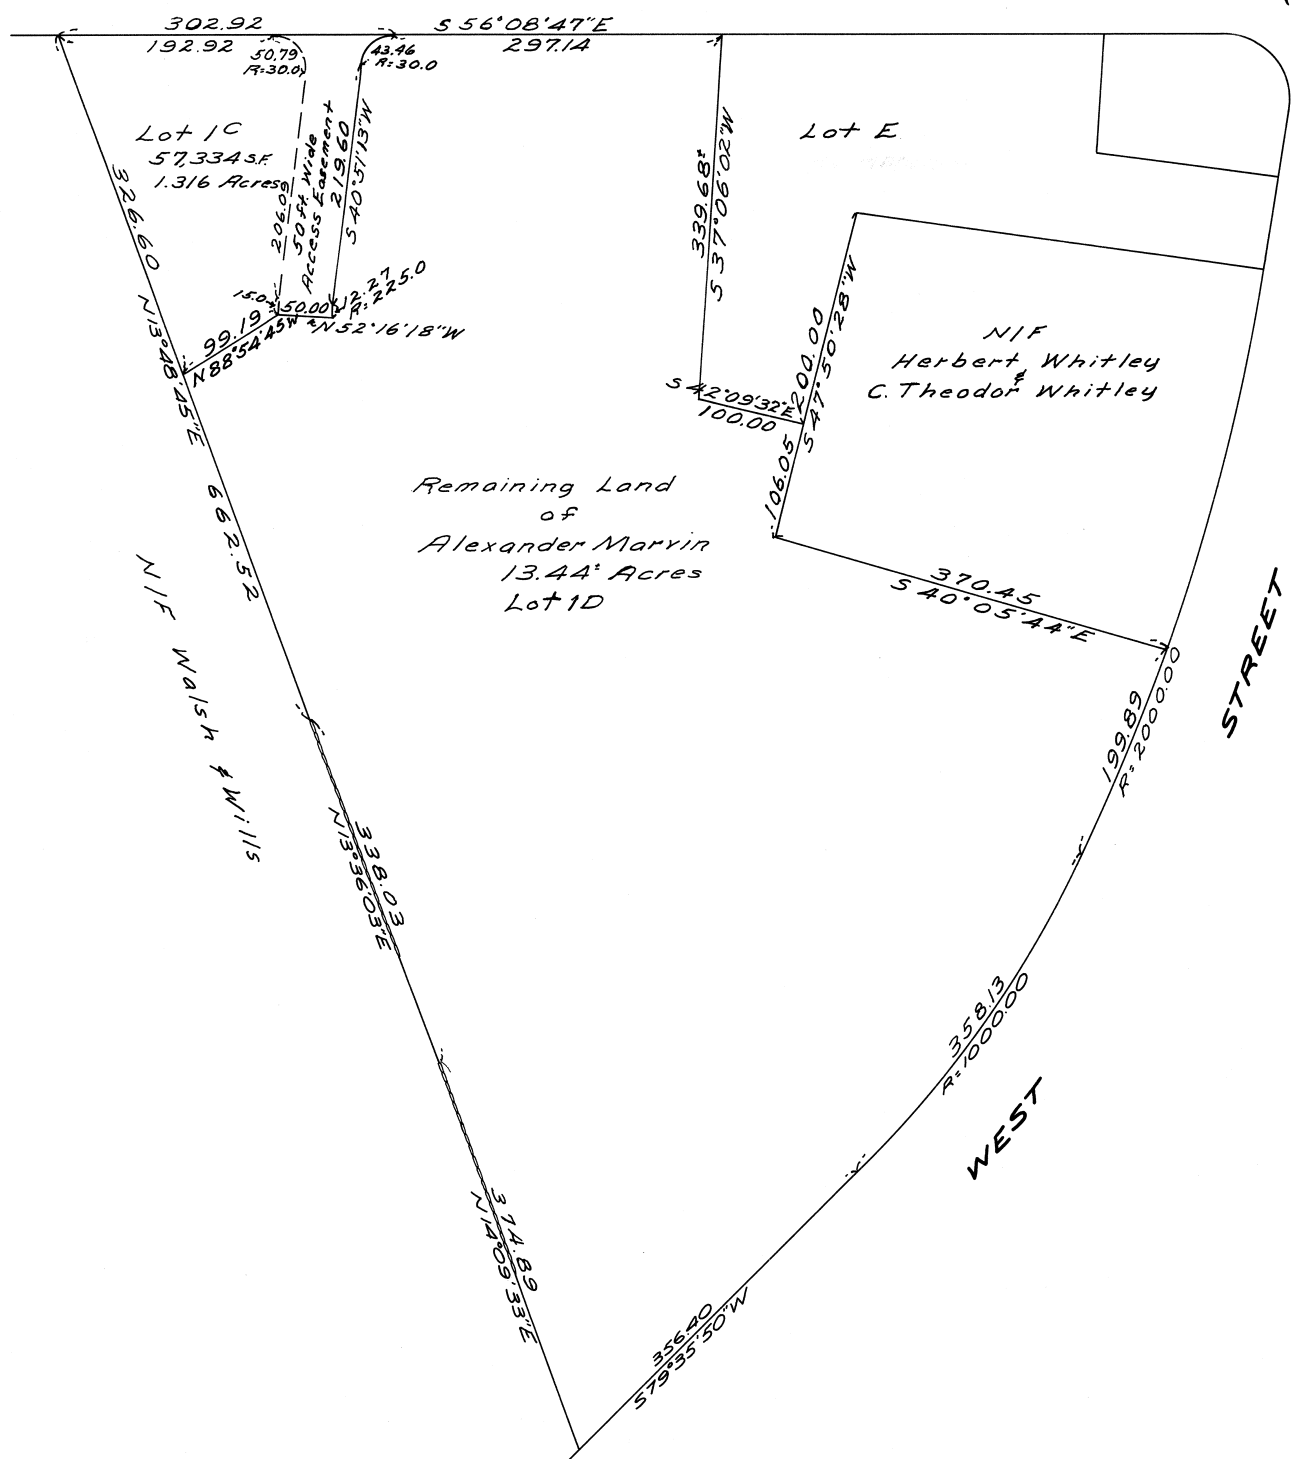 302.92
S 56°08'47"E
192.92
50.79
R=30.0
43.46
R=30.0
297.14
Lot 1C
57,334 S.F.
1.316 Acres
206.09
50 ft Wide
Access Easement
219.60
S 40°51'13"W
339.68±
S 37°06'02"W
Lot E
326.60
N13°48'45"E
15.0
50.00
12.27
R=225.0
N52°16'18"W
99.19
N88°54'45"W
N/F
Herbert Whitley
&
C. Theodor Whitley
200.00
S 47°50'28"W
S 42°09'32"E
100.00
106.05
Remaining Land
of
Alexander Marvin
13.44± Acres
Lot 1D
662.52
370.45
S 40°05'44"E
N/F Walsh & Wills
STREET
199.89
R=2000.00
338.03
N13°36'03"E
358.13
R=1000.00
WEST
374.89
N14°09'33"E
356.40
S79°35'50"W